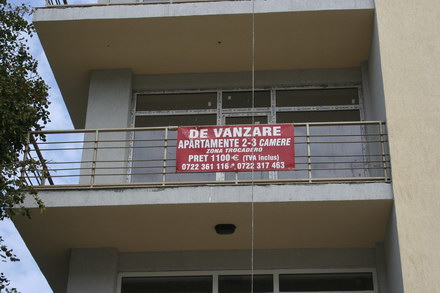 DE VANZARE
APARTAMENTE 2-3 CAMERE
ZONA TROCADERO
PRET 1100 € (TVA inclus)
0722 361 116 * 0722 317 463